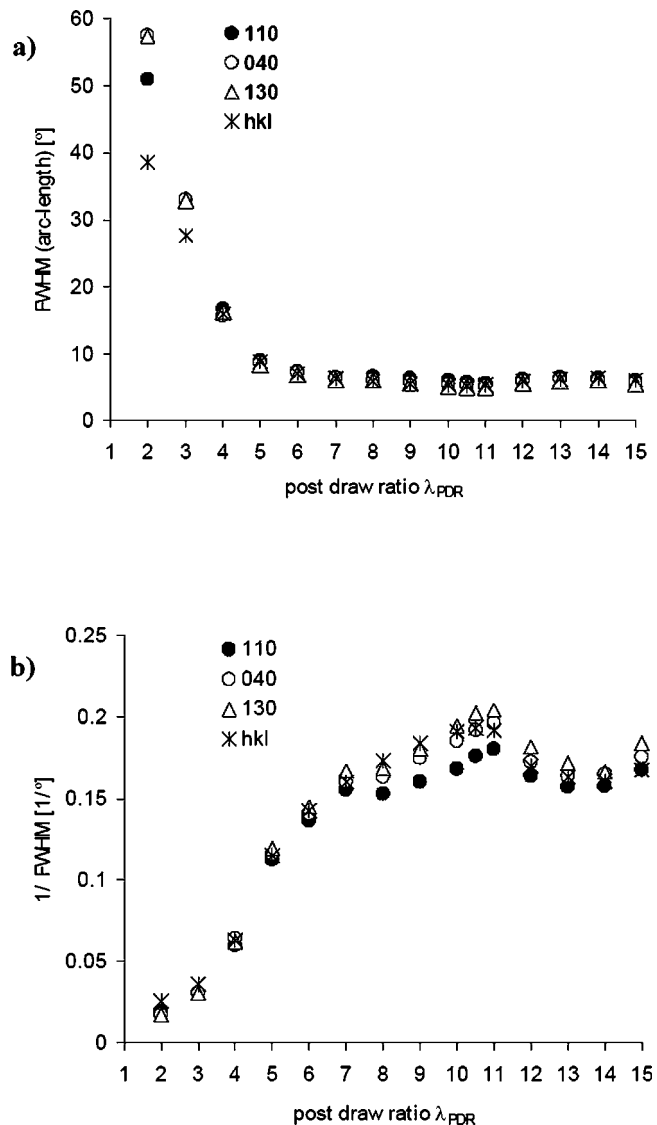 a)
FWHM (arc-length) [°]
60
50
40
30
20
10
0
110
040
130
hkl
1 2 3 4 5 6 7 8 9 10 11 12 13 14 15
post draw ratio λPDR
b)
1/ FWHM [1/°]
0.25
0.2
0.15
0.1
0.05
0
110
040
130
hkl
1 2 3 4 5 6 7 8 9 10 11 12 13 14 15
post draw ratio λPDR